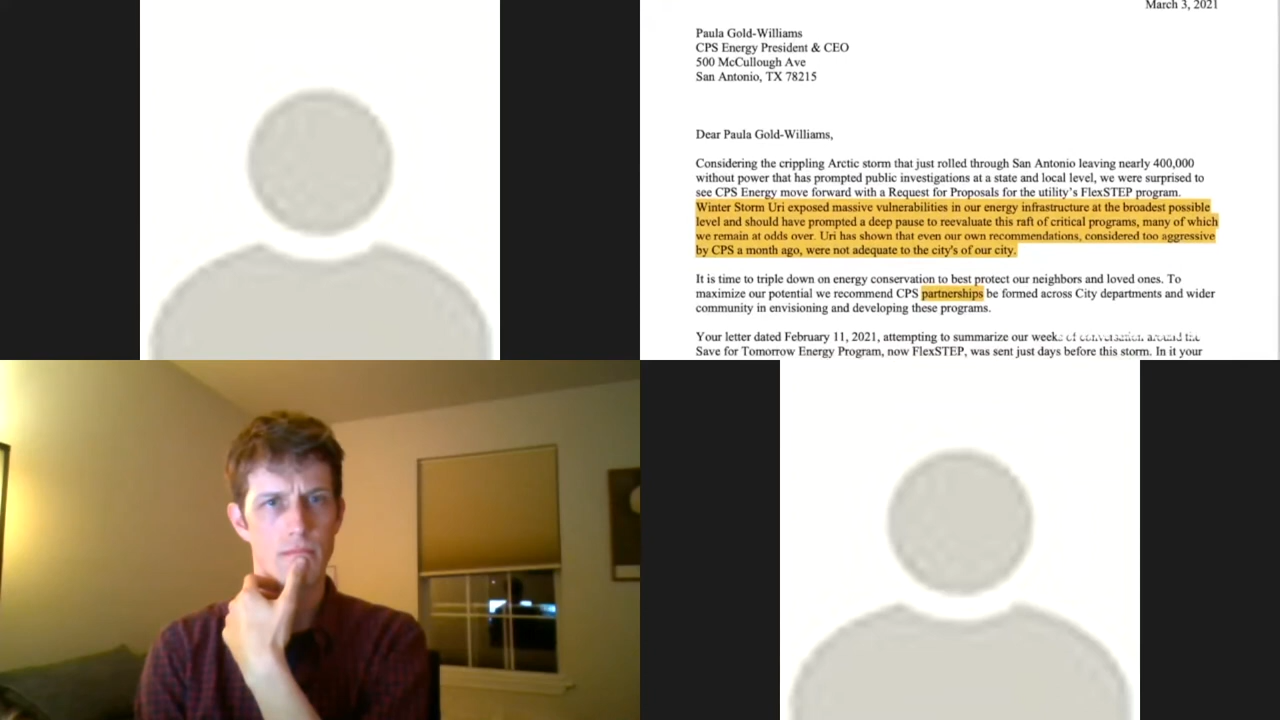 March 3, 2021
Paula Gold-Williams
CPS Energy President & CEO
500 McCullough Ave
San Antonio, TX 78215
Dear Paula Gold-Williams,
Considering the crippling Arctic storm that just rolled through San Antonio leaving nearly 400,000
without power that has prompted public investigations at a state and local level, we were surprised to
see CPS Energy move forward with a Request for Proposals for the utility's FlexSTEP program.
Winter Storm Uri exposed massive vulnerabilities in our energy infrastructure at the broadest possible
level and should have prompted a deep pause to reevaluate this raft of critical programs, many of which
we remain at odds over. Uri has shown that even our own recommendations, considered too aggressive
by CPS a month ago, were not adequate to the city's of our city.
It is time to triple down on energy conservation to best protect our neighbors and loved ones. To
maximize our potential we recommend CPS partnerships be formed across City departments and wider
community in envisioning and developing these programs.
Your letter dated February 11, 2021, attempting to summarize our weeks of conversation around the
Save for Tomorrow Energy Program, now FlexSTEP, was sent just days before this storm. In it your